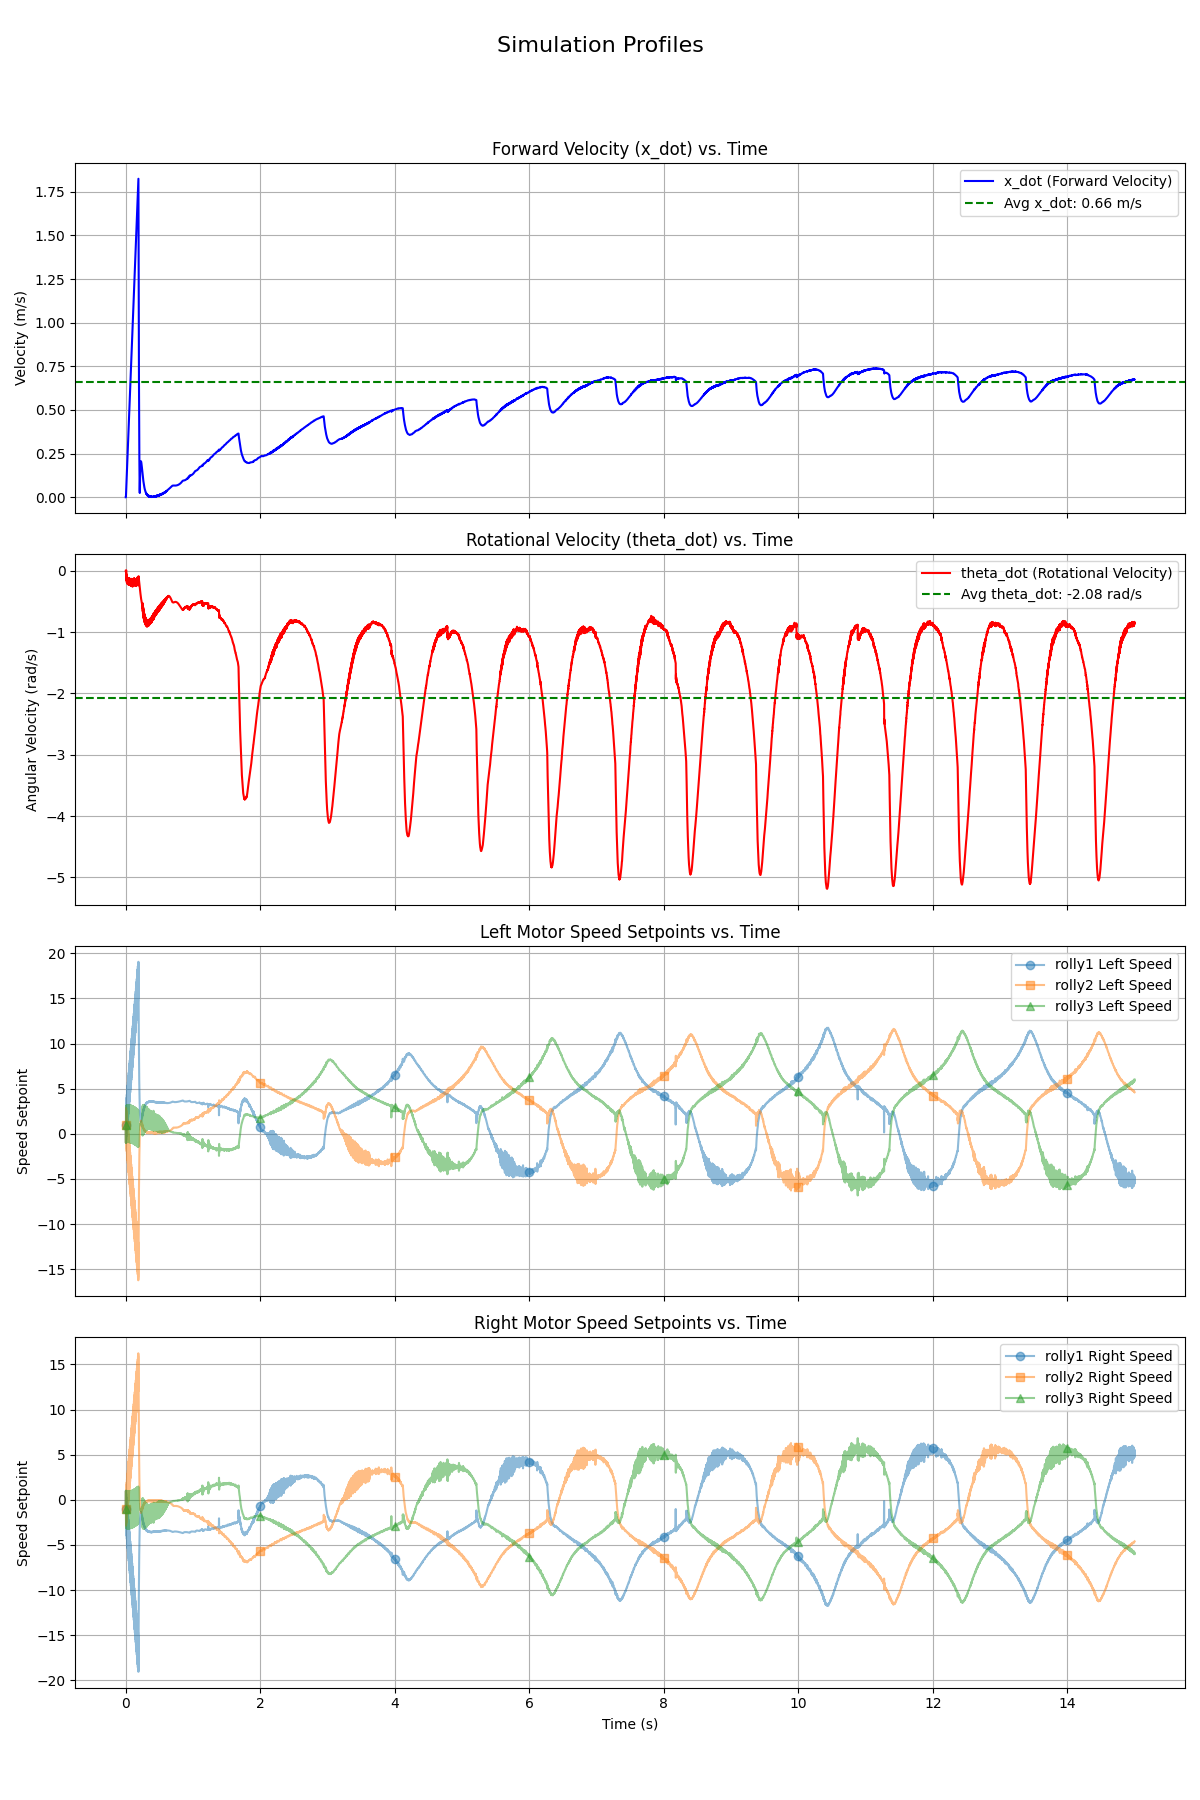 Simulation Profiles
Forward Velocity (x_dot) vs. Time
Velocity (m/s)
1.75
1.50
1.25
1.00
0.75
0.50
0.25
0.00
x_dot (Forward Velocity)
Avg x_dot: 0.66 m/s
Rotational Velocity (theta_dot) vs. Time
Angular Velocity (rad/s)
0
−1
−2
−3
−4
−5
theta_dot (Rotational Velocity)
Avg theta_dot: -2.08 rad/s
Left Motor Speed Setpoints vs. Time
Speed Setpoint
20
15
10
5
0
−5
−10
−15
rolly1 Left Speed
rolly2 Left Speed
rolly3 Left Speed
Right Motor Speed Setpoints vs. Time
Speed Setpoint
15
10
5
0
−5
−10
−15
−20
rolly1 Right Speed
rolly2 Right Speed
rolly3 Right Speed
0 2 4 6 8 10 12 14
Time (s)